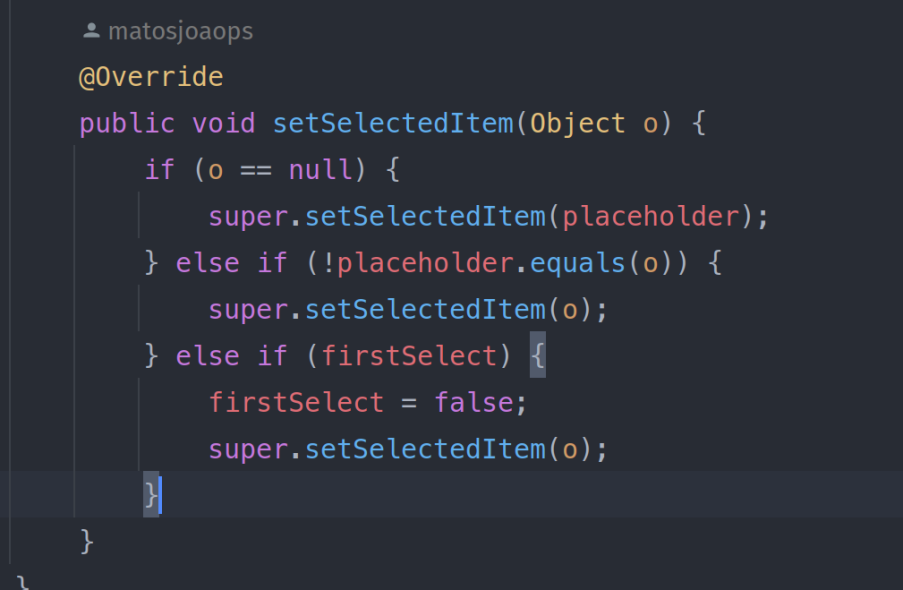 matosjoaops
@Override
public void setSelectedItem(Object o) {
    if (o == null) {
        super.setSelectedItem(placeholder);
    } else if (!placeholder.equals(o)) {
        super.setSelectedItem(o);
    } else if (firstSelect) {
        firstSelect = false;
        super.setSelectedItem(o);
    }
}
}